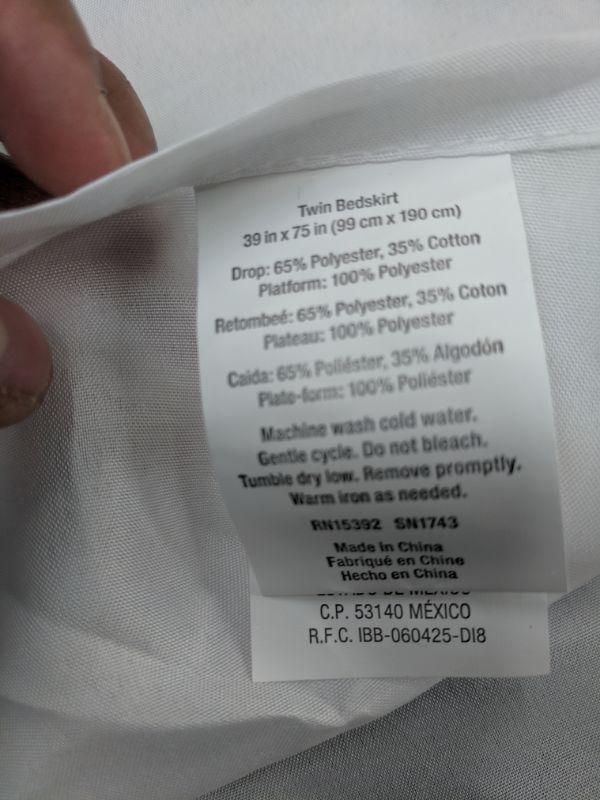 Twin Bedskirt
39 in x 75 in (99 cm x 190 cm)
Drop: 65% Polyester, 35% Cotton
Platform: 100% Polyester
Retombeé: 65% Polyester, 35% Coton
Plateau: 100% Polyester
Caida: 65% Poliéster, 35% Algodón
Plate-form: 100% Poliéster
Machine wash cold water.
Gentle cycle. Do not bleach.
Tumble dry low. Remove promptly.
Warm iron as needed.
RN15392 SN1743
Made in China
Fabriqué en Chine
Hecho en China
C.P. 53140 MÉXICO
R.F.C. IBB-060425-DI8